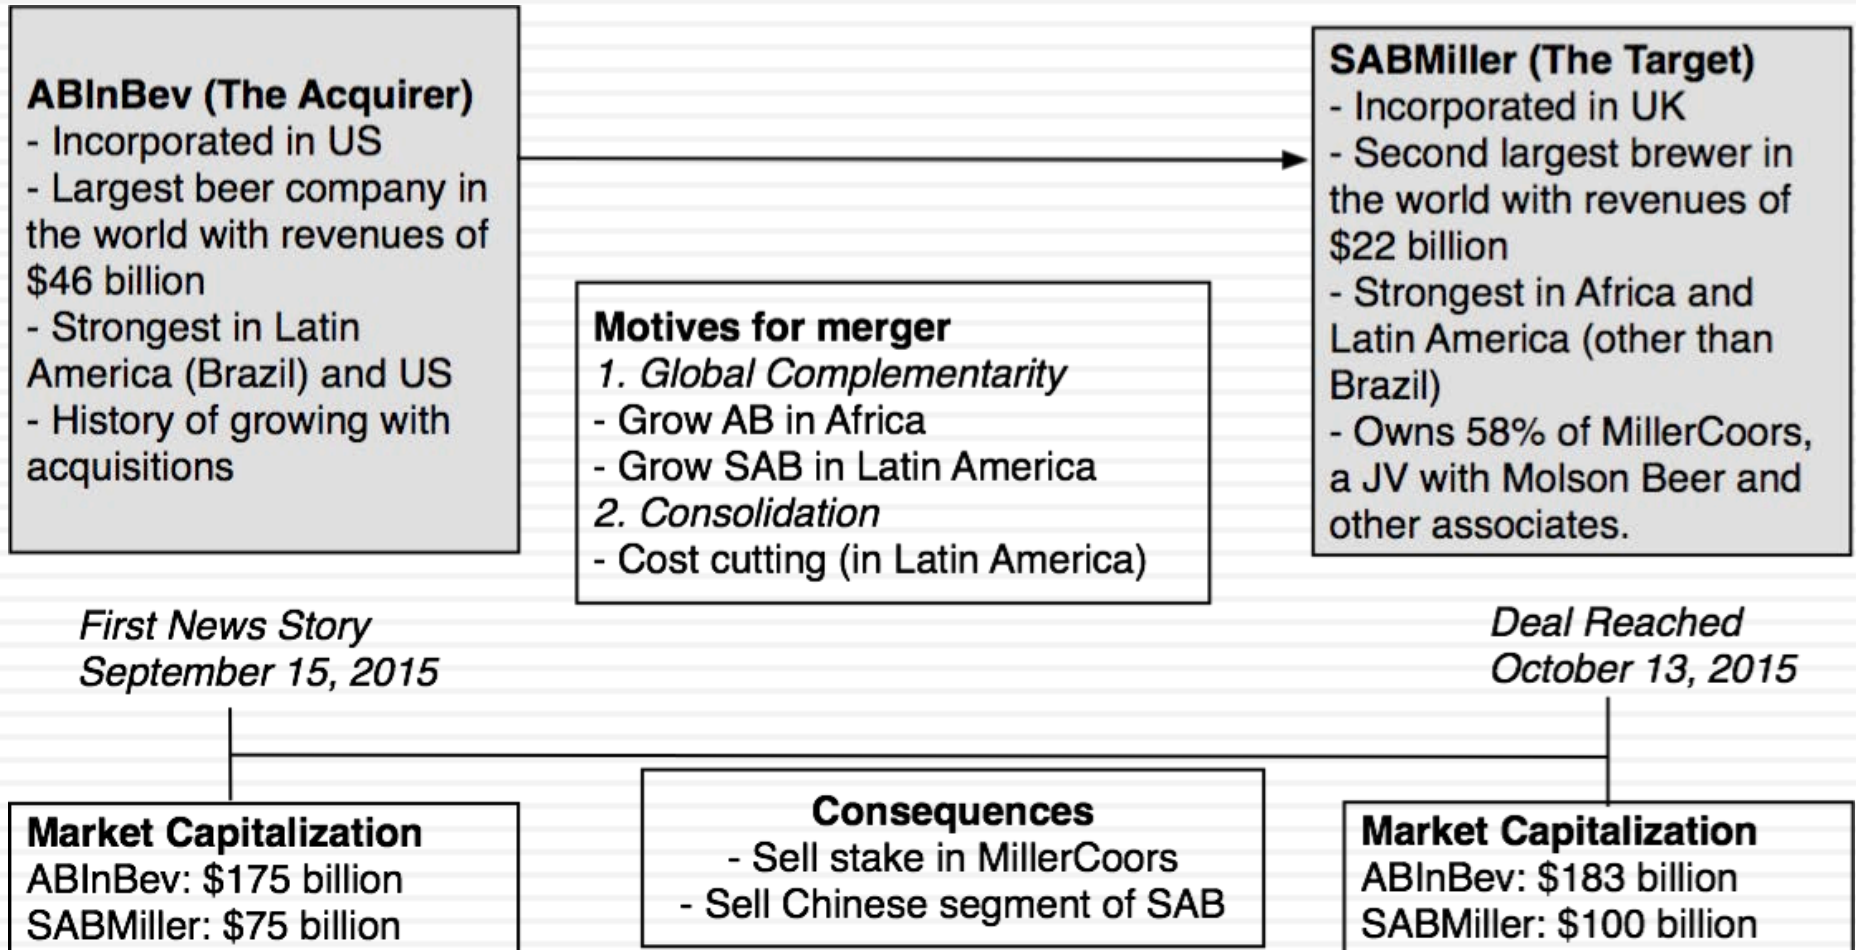 ABInBev (The Acquirer)
- Incorporated in US
- Largest beer company in
the world with revenues of
$46 billion
- Strongest in Latin
America (Brazil) and US
- History of growing with
acquisitions
SABMiller (The Target)
- Incorporated in UK
- Second largest brewer in
the world with revenues of
$22 billion
- Strongest in Africa and
Latin America (other than
Brazil)
- Owns 58% of MillerCoors,
a JV with Molson Beer and
other associates.
Motives for merger
1. Global Complementarity
- Grow AB in Africa
- Grow SAB in Latin America
2. Consolidation
- Cost cutting (in Latin America)
First News Story
September 15, 2015
Deal Reached
October 13, 2015
Market Capitalization
ABInBev: $175 billion
SABMiller: $75 billion
Consequences
- Sell stake in MillerCoors
- Sell Chinese segment of SAB
Market Capitalization
ABInBev: $183 billion
SABMiller: $100 billion